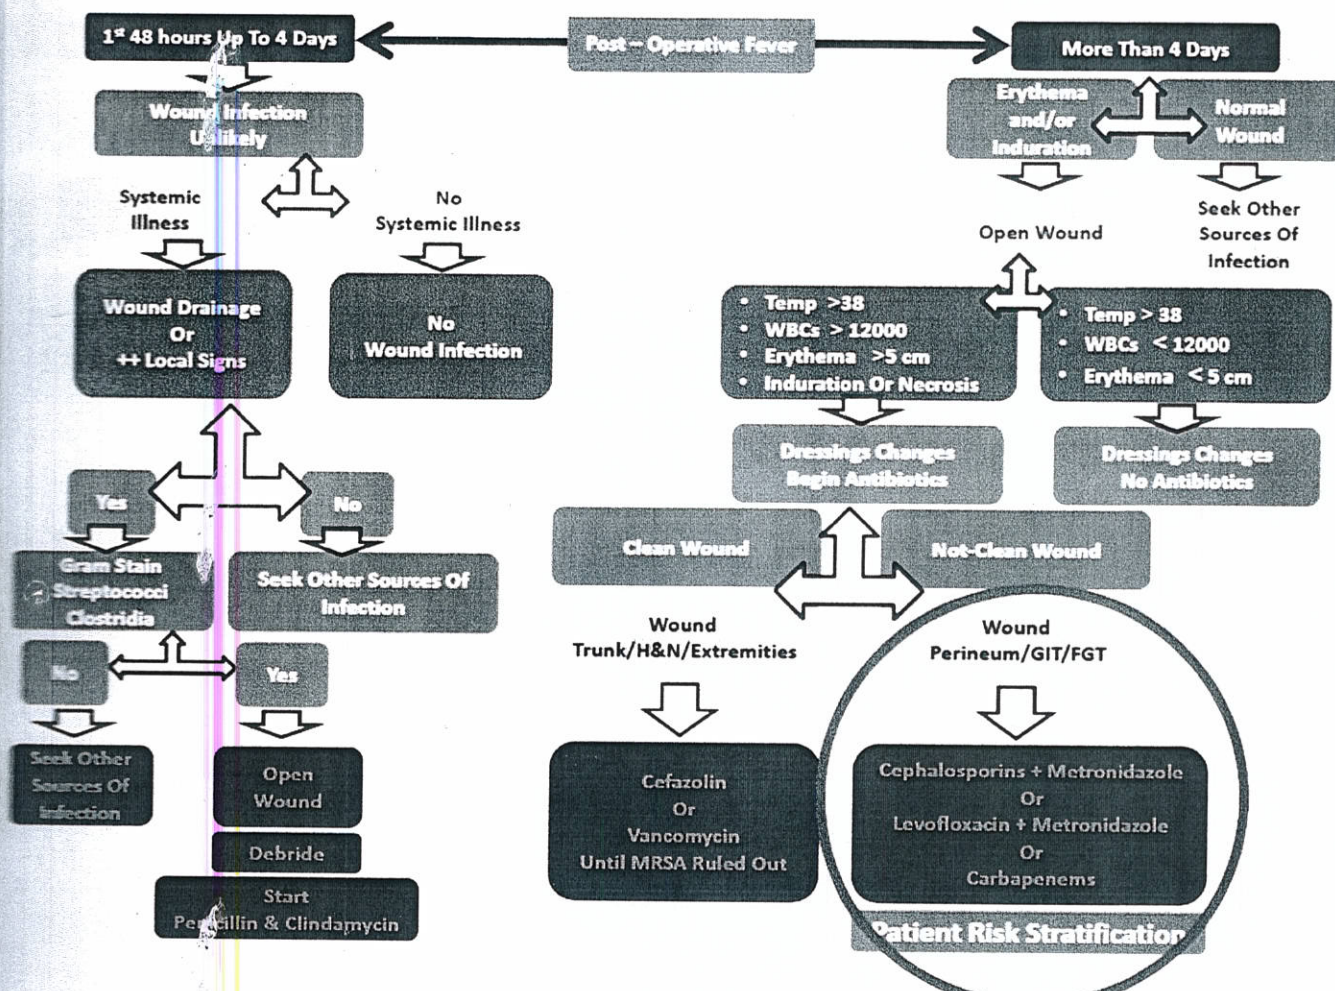 Post – Operative Fever
1st 48 hours Up To 4 Days
Wound Infection
Unlikely
Systemic
Illness
No
Systemic Illness
Wound Drainage
Or
++ Local Signs
No
Wound Infection
Yes
No
Gram Stain
Streptococci
Clostridia
Seek Other Sources Of
Infection
No
Yes
Seek Other
Sources Of
Infection
Open
Wound
Debride
Start
Penicillin & Clindamycin
More Than 4 Days
Erythema
and/or
Induration
Normal
Wound
Open Wound
Seek Other
Sources Of
Infection
• Temp >38
• WBCs > 12000
• Erythema >5 cm
• Induration Or Necrosis
• Temp > 38
• WBCs < 12000
• Erythema < 5 cm
Dressings Changes
Begin Antibiotics
Dressings Changes
No Antibiotics
Clean Wound
Not-Clean Wound
Wound
Trunk/H&N/Extremities
Wound
Perineum/GIT/FGT
Cefazolin
Or
Vancomycin
Until MRSA Ruled Out
Cephalosporins + Metronidazole
Or
Levofloxacin + Metronidazole
Or
Carbapenems
Patient Risk Stratification